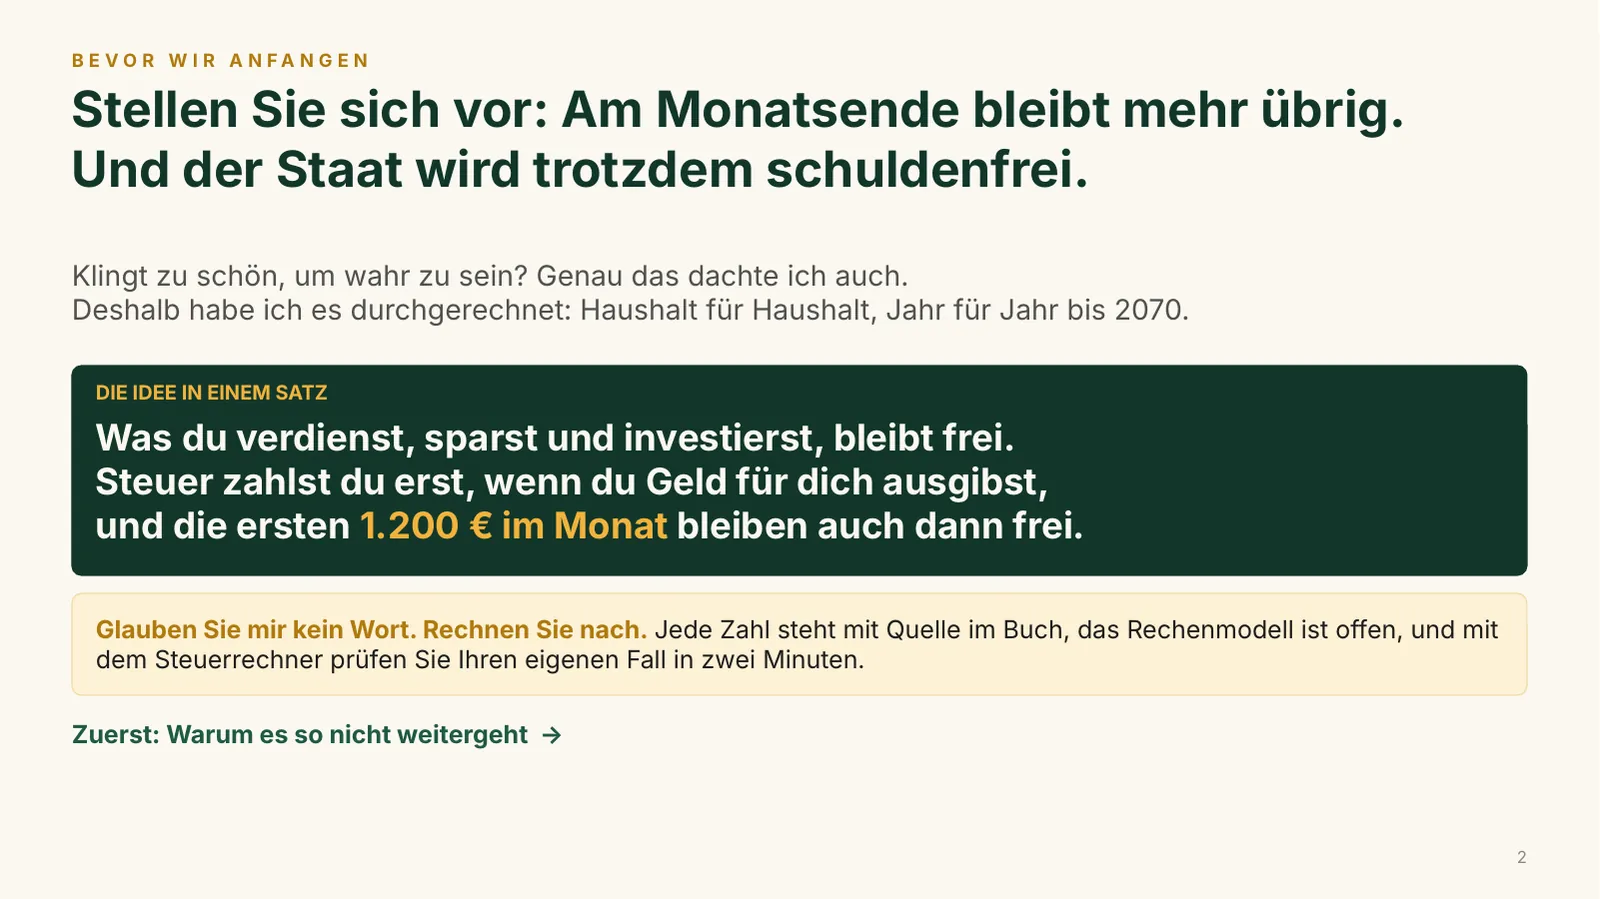 BEVOR WIR ANFANGEN
Stellen Sie sich vor: Am Monatsende bleibt mehr übrig.
Und der Staat wird trotzdem schuldenfrei.
Klingt zu schön, um wahr zu sein? Genau das dachte ich auch.
Deshalb habe ich es durchgerechnet: Haushalt für Haushalt, Jahr für Jahr bis 2070.
DIE IDEE IN EINEM SATZ
Was du verdienst, sparst und investierst, bleibt frei.
Steuer zahlst du erst, wenn du Geld für dich ausgibst,
und die ersten 1.200 € im Monat bleiben auch dann frei.
Glauben Sie mir kein Wort. Rechnen Sie nach. Jede Zahl steht mit Quelle im Buch, das Rechenmodell ist offen, und mit
dem Steuerrechner prüfen Sie Ihren eigenen Fall in zwei Minuten.
Zuerst: Warum es so nicht weitergeht →
2